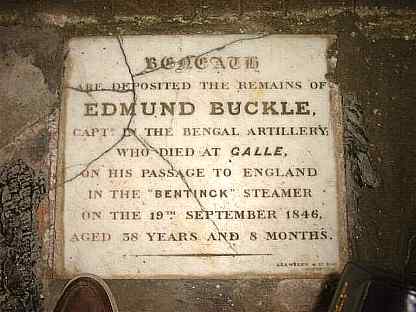 BENEATH
ARE DEPOSITED THE REMAINS OF
EDMUND BUCKLE,
CAPTN. IN THE BENGAL ARTILLERY,
WHO DIED AT GALLE,
ON HIS PASSAGE TO ENGLAND
IN THE "BENTINCK" STEAMER
ON THE 19TH SEPTEMBER 1846,
AGED 38 YEARS AND 8 MONTHS.